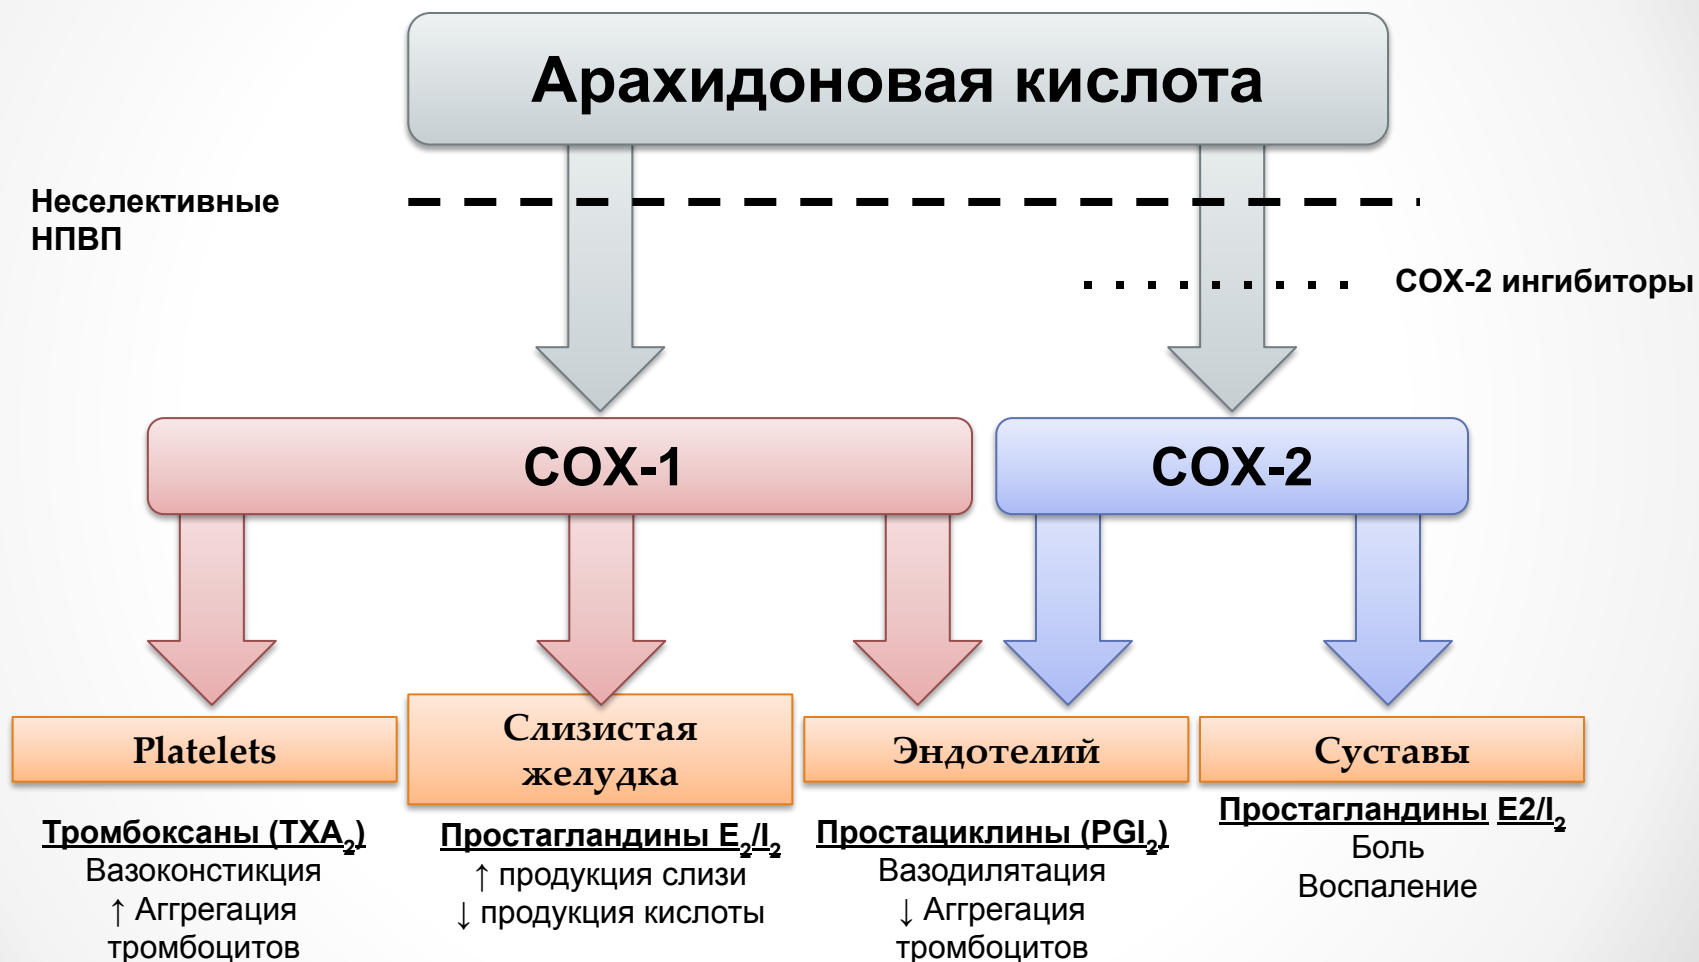 Арахидоновая кислота
Неселективные
НПВП
COX-2 ингибиторы
COX-1
COX-2
Platelets
Слизистая
желудка
Эндотелий
Суставы
Тромбоксаны (TXA₂)
Вазоконстикция
↑ Аггрегация
тромбоцитов
Простагландины E₂/I₂
↑ продукция слизи
↓ продукция кислоты
Простациклины (PGI₂)
Вазодилятация
↓ Аггрегация
тромбоцитов
Простагландины E2/I₂
Боль
Воспаление